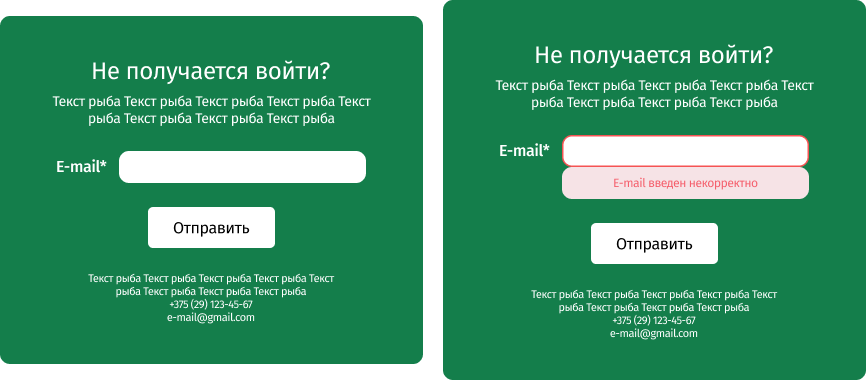 Не получается войти?
Текст рыба Текст рыба Текст рыба Текст рыба Текст
рыба Текст рыба Текст рыба Текст рыба
E-mail*
Отправить
Текст рыба Текст рыба Текст рыба Текст рыба Текст
рыба Текст рыба Текст рыба Текст рыба
+375 (29) 123-45-67
e-mail@gmail.com
Не получается войти?
Текст рыба Текст рыба Текст рыба Текст рыба Текст
рыба Текст рыба Текст рыба Текст рыба
E-mail*
E-mail введен некорректно
Отправить
Текст рыба Текст рыба Текст рыба Текст рыба Текст
рыба Текст рыба Текст рыба Текст рыба
+375 (29) 123-45-67
e-mail@gmail.com